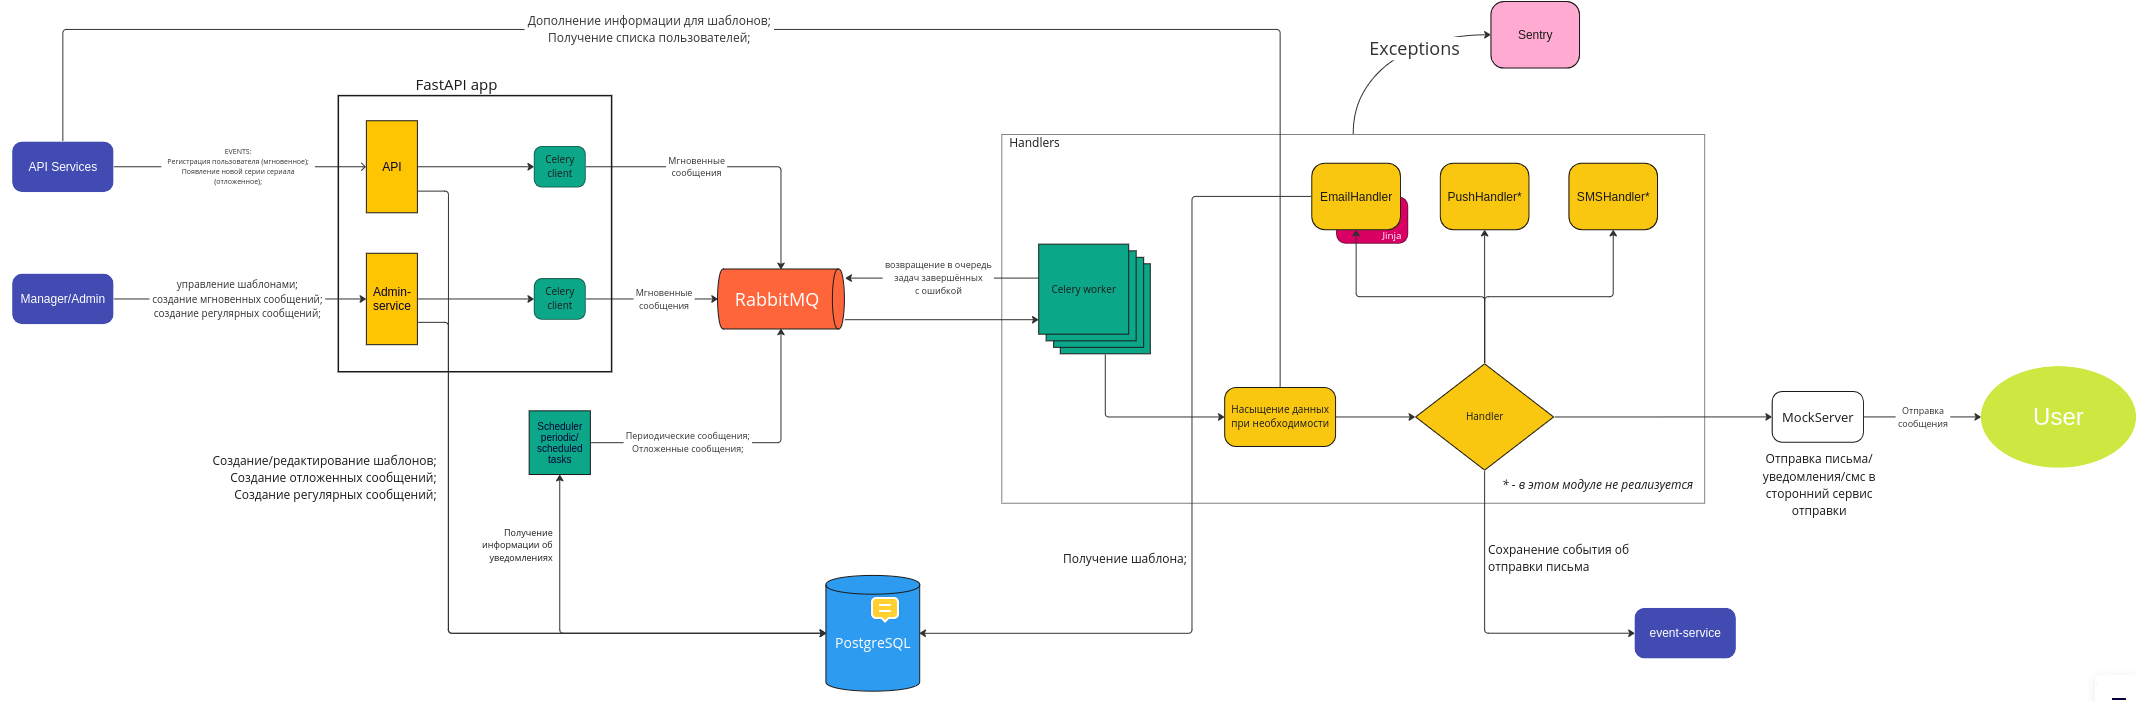 Дополнение информации для шаблонов;
Получение списка пользователей;
Sentry
Exceptions
FastAPI app
Handlers
API Services
EVENTS:
Регистрация пользователя (мгновенное);
Появление новой серии сериала
(отложенное);
API
Celery
client
Мгновенные
сообщения
EmailHandler
Jinja
PushHandler*
SMSHandler*
Manager/Admin
управление шаблонами;
создание мгновенных сообщений;
создание регулярных сообщений;
Admin-
service
Celery
client
Мгновенные
сообщения
RabbitMQ
возвращение в очередь
задач завершённых
с ошибкой
Celery worker
Scheduler
periodic/
scheduled
tasks
Периодические сообщения;
Отложенные сообщения;
Насыщение данных
при необходимости
Handler
MockServer
Отправка
сообщения
User
Отправка письма/
уведомления/смс в
сторонний сервис
отправки
Создание/редактирование шаблонов;
Создание отложенных сообщений;
Создание регулярных сообщений;
* - в этом модуле не реализуется
Получение
информации об
уведомлениях
Получение шаблона;
Сохранение события об
отправки письма
PostgreSQL
event-service